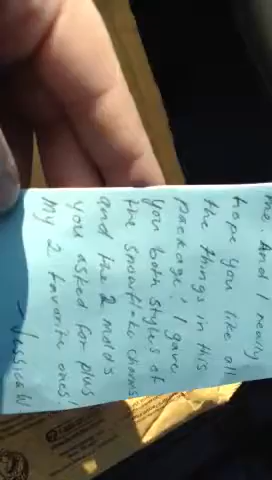 me. And I really
hope you like all
the things in this
package. I gave
you both styles of
the snowflake charms
and the 2 molds
you asked for plus
my 2 favorite ones!
- Jessica W